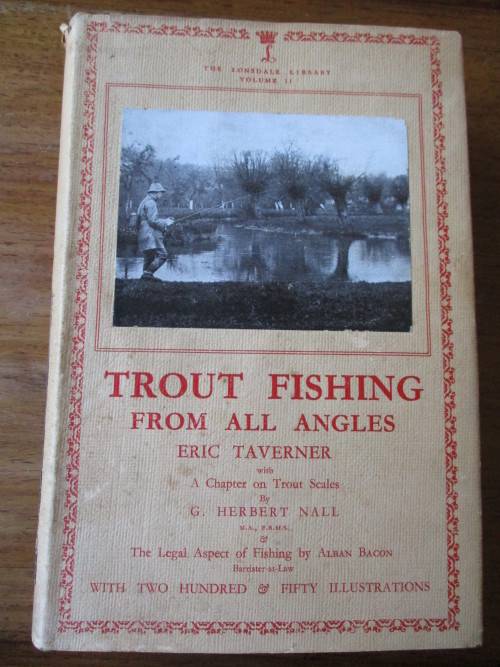 THE LONSDALE LIBRARY
VOLUME II
TROUT FISHING
FROM ALL ANGLES
ERIC TAVERNER
with
A Chapter on Trout Scales
By
G. HERBERT NALL
M.A., F.R.M.S.,
&
The Legal Aspect of Fishing by ALBAN BACON
Barrister-at-Law
WITH TWO HUNDRED & FIFTY ILLUSTRATIONS